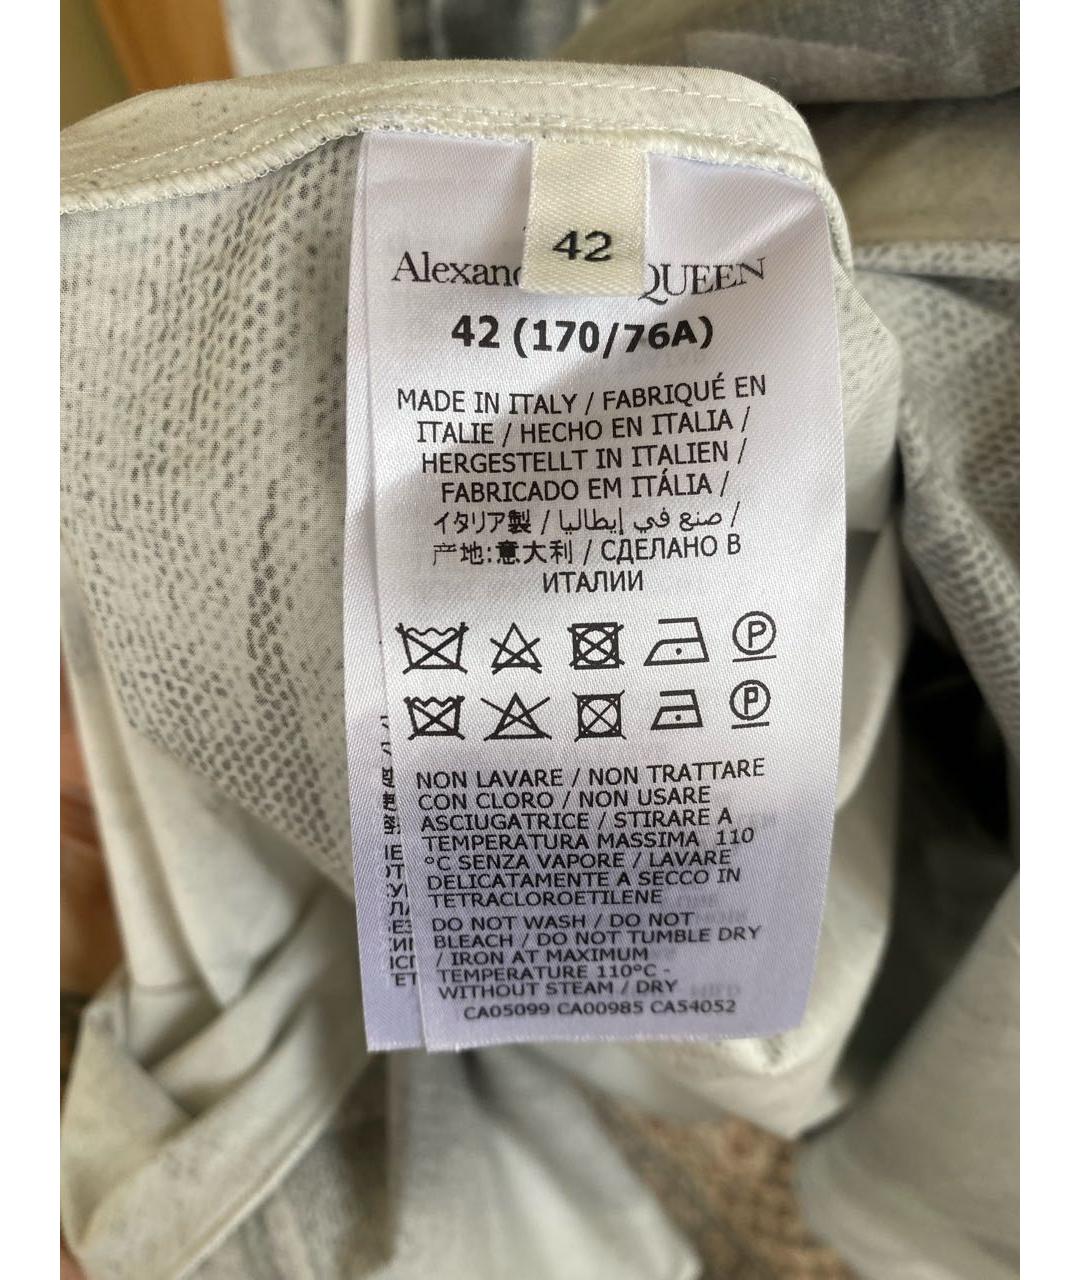 42
Alexan QUEEN
42 (170/76A)
MADE IN ITALY / FABRIQUÉ EN
ITALIE / HECHO EN ITALIA /
HERGESTELLT IN ITALIEN /
FABRICADO EM ITÁLIA /
イタリア製 / صنع في إيطاليا /
产地:意大利 / СДЕЛАНО В
ИТАЛИИ
P
P
NON LAVARE / NON TRATTARE
CON CLORO / NON USARE
ASCIUGATRICE / STIRARE A
TEMPERATURA MASSIMA 110
°C SENZA VAPORE / LAVARE
DELICATAMENTE A SECCO IN
TETRACLOROETILENE
DO NOT WASH / DO NOT
BLEACH / DO NOT TUMBLE DRY
/ IRON AT MAXIMUM
TEMPERATURE 110°C -
WITHOUT STEAM / DRY
CA05099 CA00985 CA54052